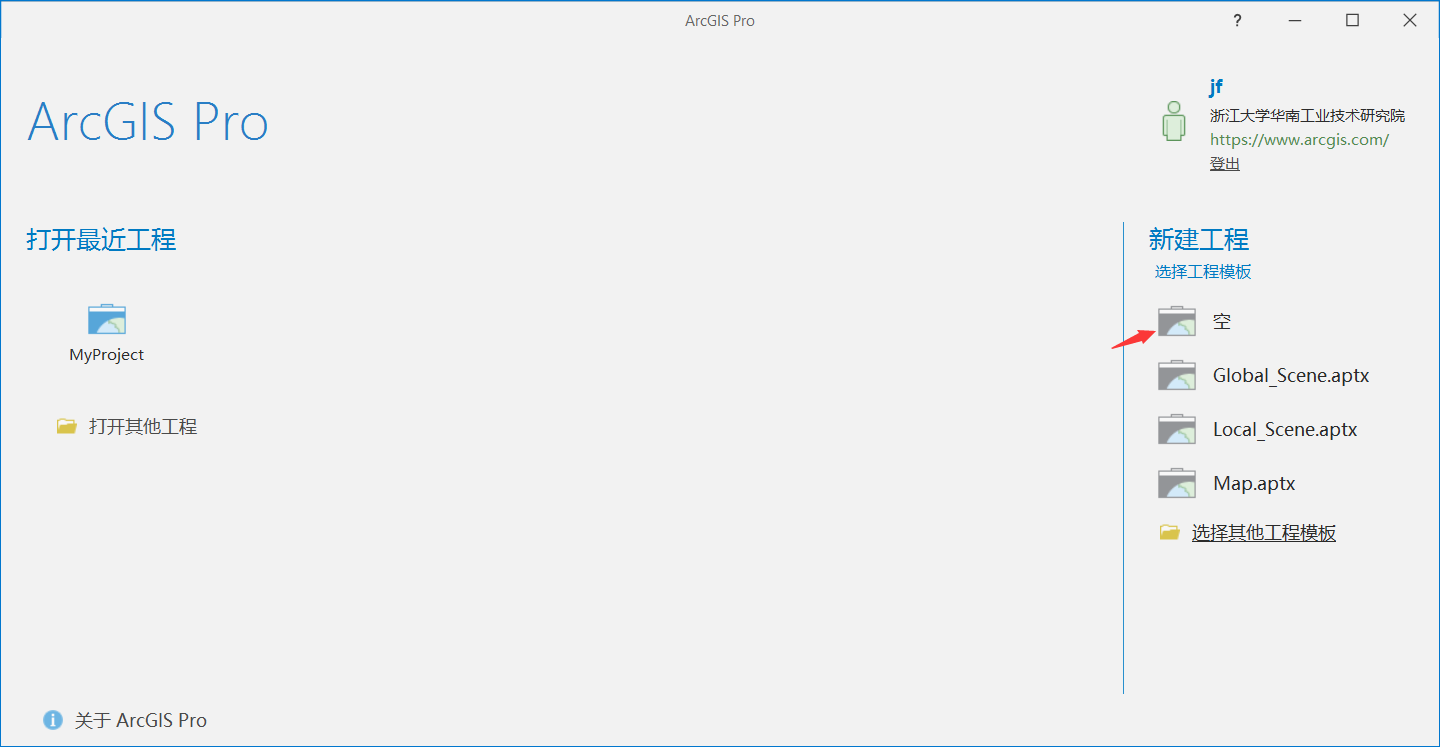 ArcGIS Pro
?
ArcGIS Pro
jf
浙江大学华南工业技术研究院
https://www.arcgis.com/
登出
打开最近工程
MyProject
打开其他工程
新建工程
选择工程模板
空
Global_Scene.aptx
Local_Scene.aptx
Map.aptx
选择其他工程模板
关于 ArcGIS Pro